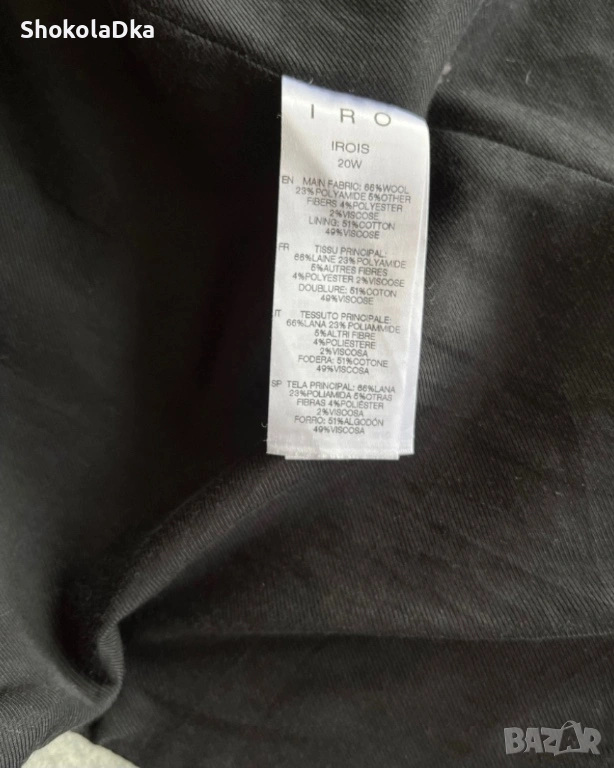 ShokolaDka
IRO
IROIS
20W
EN MAIN FABRIC: 66%WOOL
23%POLYAMIDE 5%OTHER
FIBERS 4%POLYESTER
2%VISCOSE
LINING: 51%COTTON
49%VISCOSE
FR TISSU PRINCIPAL:
66%LAINE 23%POLYAMIDE
5%AUTRES FIBRES
4%POLYESTER 2%VISCOSE
DOUBLURE: 51%COTON
49%VISCOSE
IT TESSUTO PRINCIPALE:
66%LANA 23% POLIAMMIDE
5%ALTRI FIBRE
4%POLIESTERE
2%VISCOSA
FODERA: 51%COTONE
49%VISCOSA
SP TELA PRINCIPAL: 66%LANA
23%POLIAMIDA 5%OTRAS
FIBRAS 4%POLIÉSTER
2%VISCOSA
FORRO: 51%ALGODÓN
49%VISCOSA
BAZAR